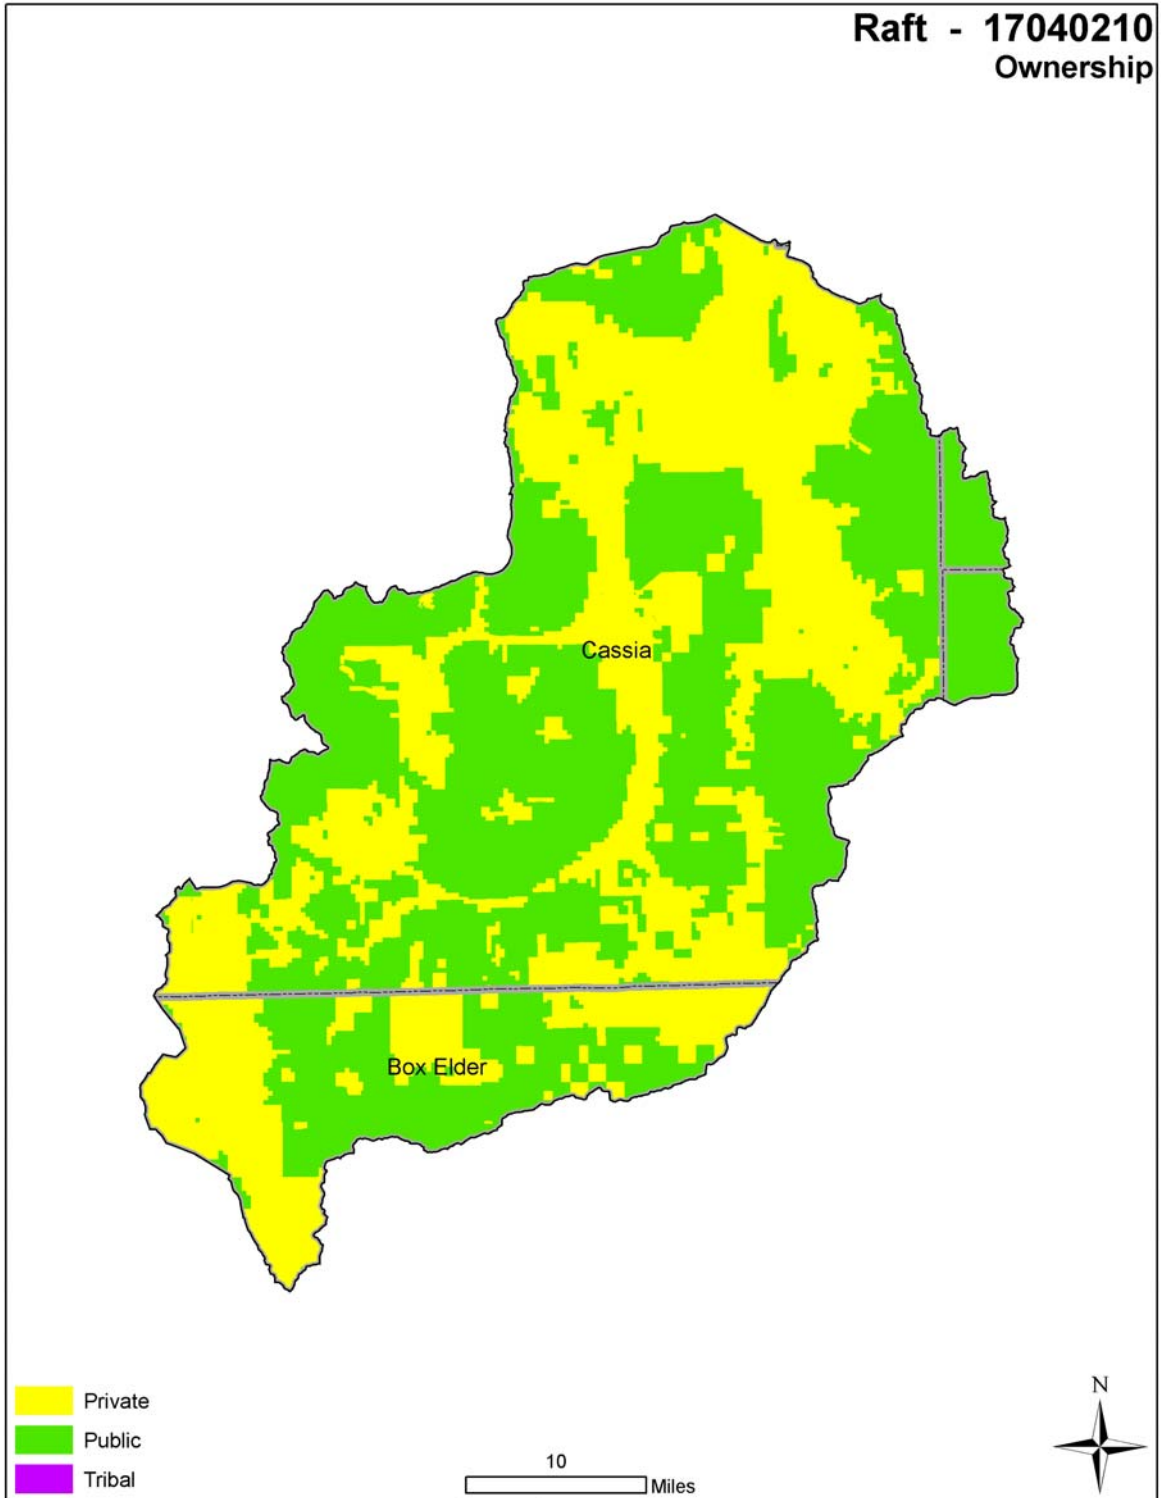 Raft - 17040210
Ownership
Cassia
Box Elder
Private
Public
Tribal
10
Miles
N